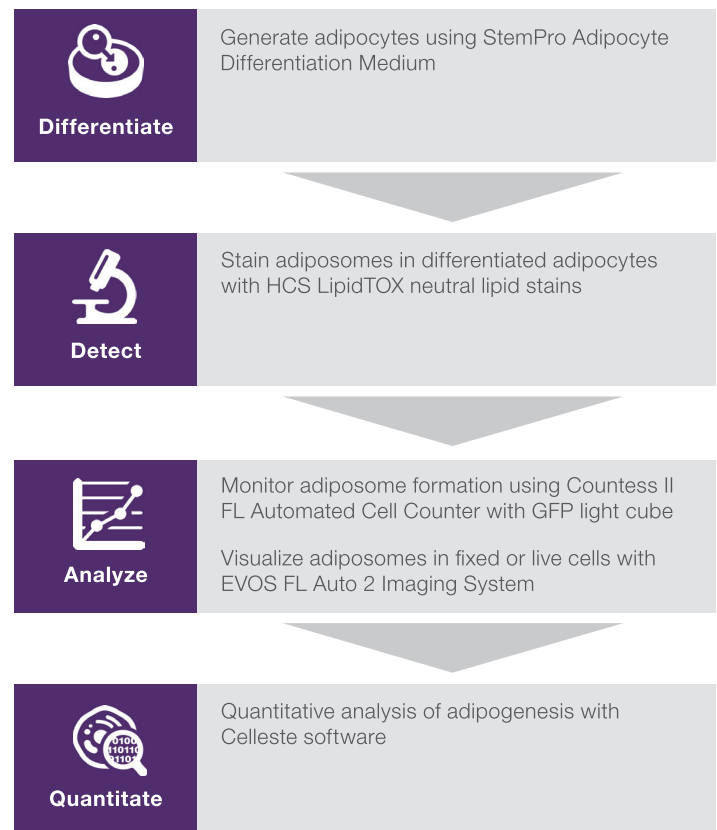 Differentiate
Generate adipocytes using StemPro Adipocyte
Differentiation Medium
Detect
Stain adiposomes in differentiated adipocytes
with HCS LipidTOX neutral lipid stains
Analyze
Monitor adiposome formation using Countess II
FL Automated Cell Counter with GFP light cube
Visualize adiposomes in fixed or live cells with
EVOS FL Auto 2 Imaging System
0100
110110
01101
Quantitate
Quantitative analysis of adipogenesis with
Celleste software